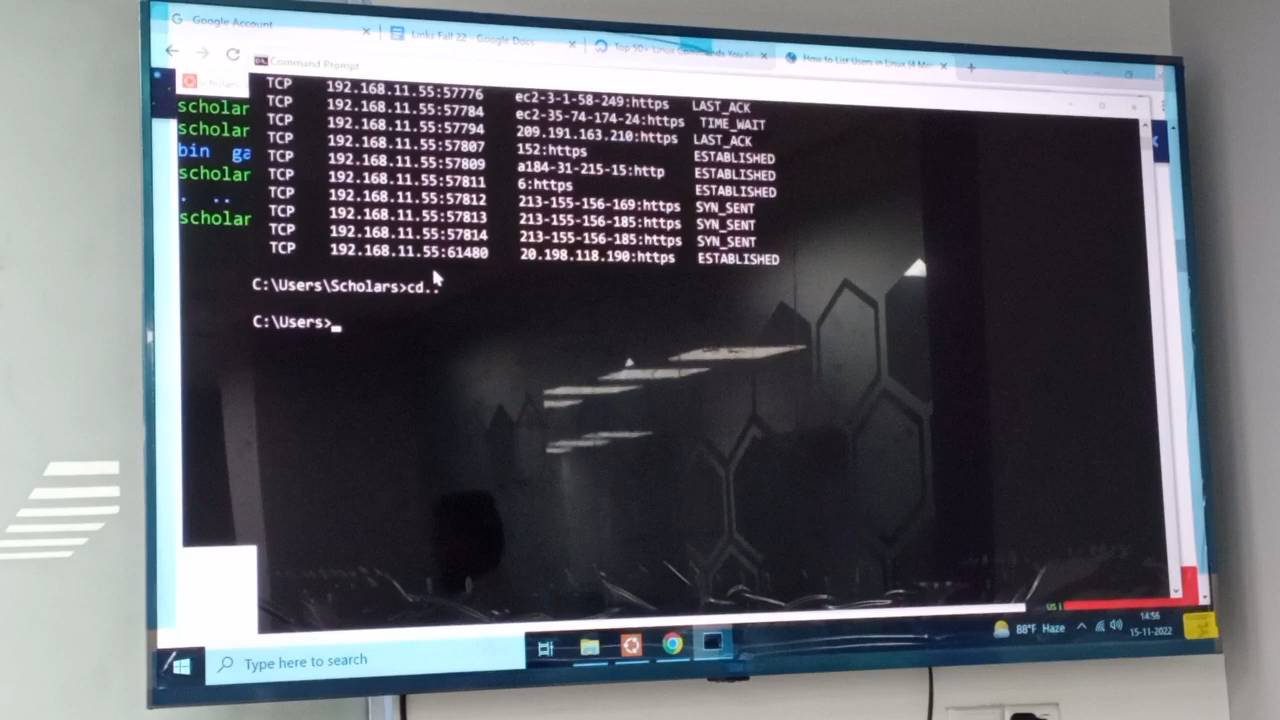 Google Account
Links Fall 22 - Google Docs
Top 50+ Linux Commands You
How to List Users in Linux (4 M
Command Prompt
scholar
scholar
bin ga
scholar
. ..
scholar
TCP 192.168.11.55:57776 ec2-3-1-58-249:https LAST_ACK
TCP 192.168.11.55:57784 ec2-35-74-174-24:https TIME_WAIT
TCP 192.168.11.55:57794 209.191.163.210:https LAST_ACK
TCP 192.168.11.55:57807 152:https ESTABLISHED
TCP 192.168.11.55:57809 a184-31-215-15:http ESTABLISHED
TCP 192.168.11.55:57811 6:https ESTABLISHED
TCP 192.168.11.55:57812 213-155-156-169:https SYN_SENT
TCP 192.168.11.55:57813 213-155-156-185:https SYN_SENT
TCP 192.168.11.55:57814 213-155-156-185:https SYN_SENT
TCP 192.168.11.55:61480 20.198.118.190:https ESTABLISHED
C:\Users\Scholars>cd..
C:\Users>
Type here to search
88°F Haze
14:56
15-11-2022